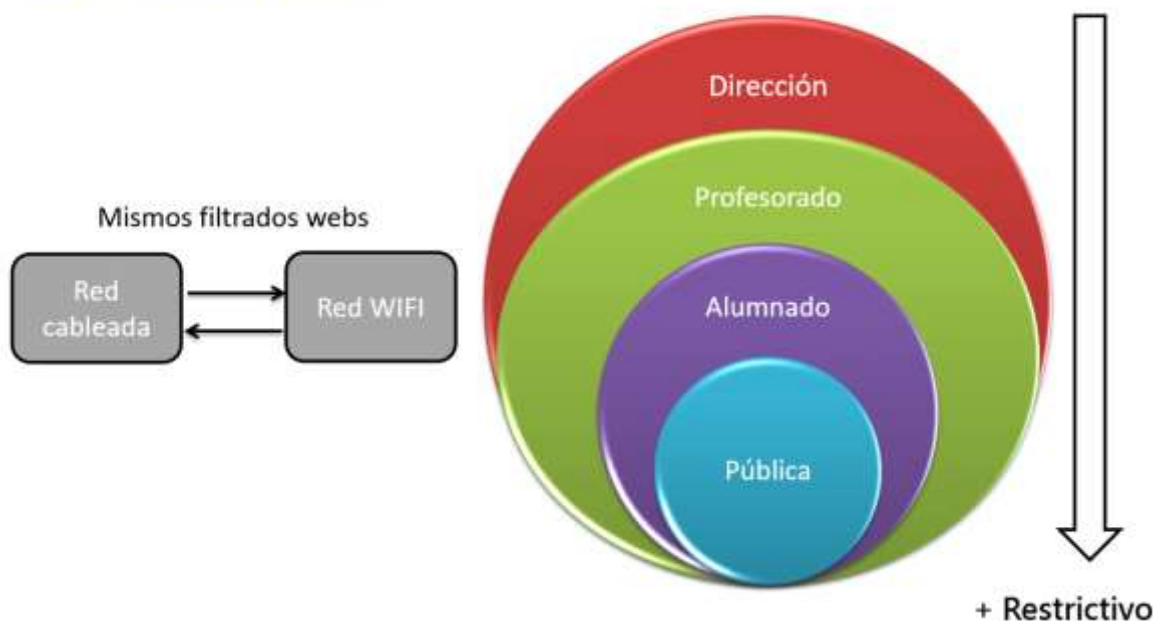 Mismos filtrados webs
Red
cableada
Red WIFI
Dirección
Profesorado
Alumnado
Pública
+ Restrictivo